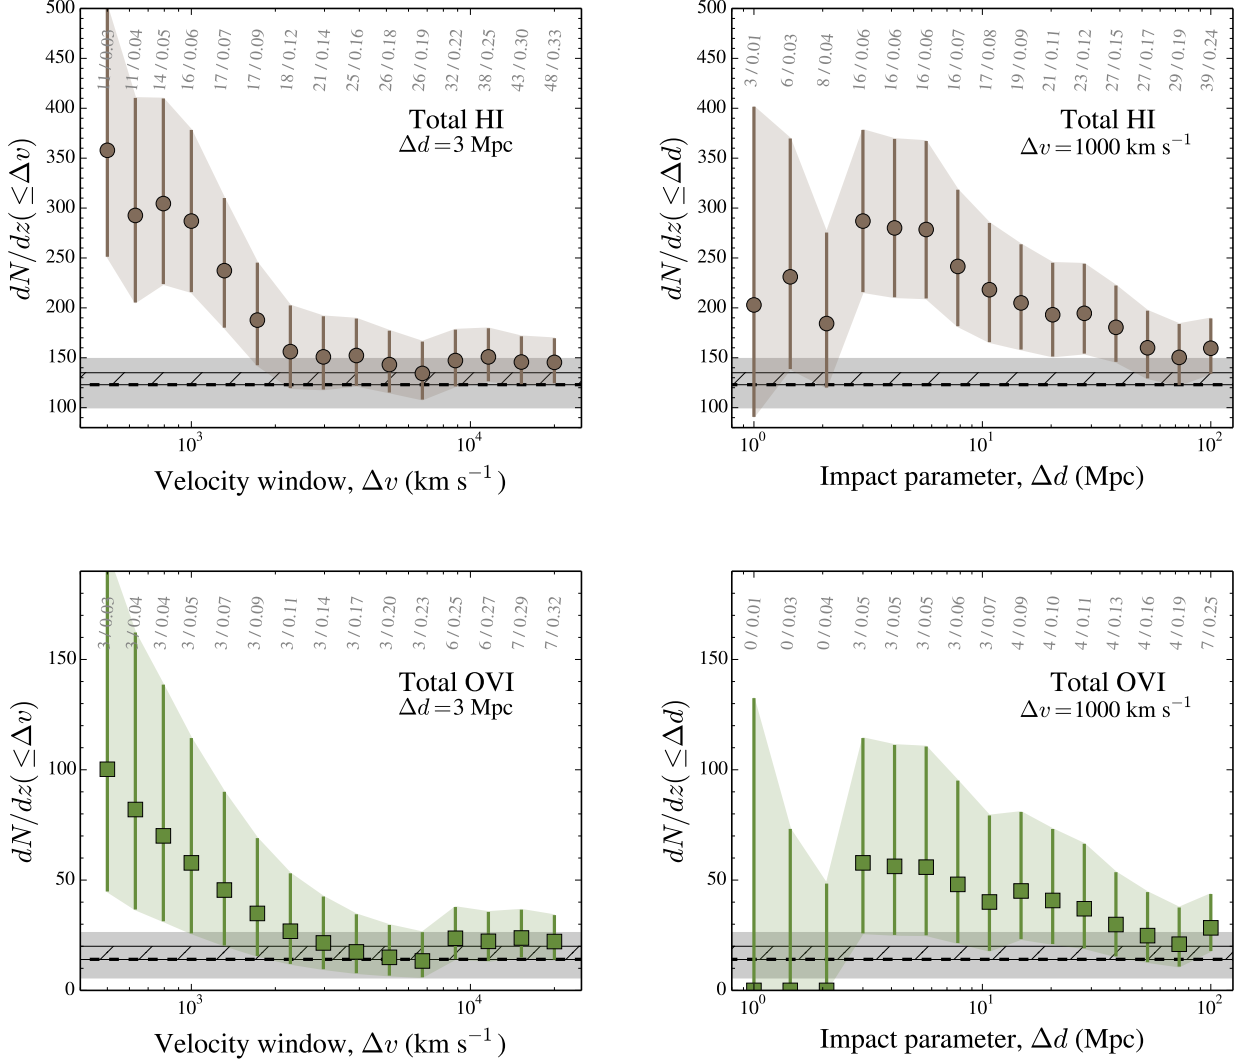 500
450
400
350
300
250
200
150
100
dN/dz(≤Δv)
11 / 0.03
11 / 0.04
14 / 0.05
16 / 0.06
17 / 0.07
17 / 0.09
18 / 0.12
21 / 0.14
25 / 0.16
26 / 0.18
26 / 0.19
32 / 0.22
38 / 0.25
43 / 0.30
48 / 0.33
Total HI
Δd = 3 Mpc
10³
10⁴
Velocity window, Δv (km s⁻¹)
500
450
400
350
300
250
200
150
100
dN/dz(≤Δd)
3 / 0.01
6 / 0.03
8 / 0.04
16 / 0.06
16 / 0.06
16 / 0.06
16 / 0.07
17 / 0.08
19 / 0.09
21 / 0.11
23 / 0.12
27 / 0.15
27 / 0.17
29 / 0.19
39 / 0.24
Total HI
Δv = 1000 km s⁻¹
10⁰
10¹
10²
Impact parameter, Δd (Mpc)
150
100
50
0
dN/dz(≤Δv)
3 / 0.03
3 / 0.04
3 / 0.04
3 / 0.05
3 / 0.07
3 / 0.09
3 / 0.11
3 / 0.14
3 / 0.17
3 / 0.20
3 / 0.23
6 / 0.25
6 / 0.27
7 / 0.29
7 / 0.32
Total OVI
Δd = 3 Mpc
10³
10⁴
Velocity window, Δv (km s⁻¹)
150
100
50
0
dN/dz(≤Δd)
0 / 0.01
0 / 0.03
0 / 0.04
3 / 0.05
3 / 0.05
3 / 0.05
3 / 0.06
3 / 0.07
4 / 0.09
4 / 0.10
4 / 0.11
4 / 0.13
4 / 0.16
4 / 0.19
7 / 0.25
Total OVI
Δv = 1000 km s⁻¹
10⁰
10¹
10²
Impact parameter, Δd (Mpc)